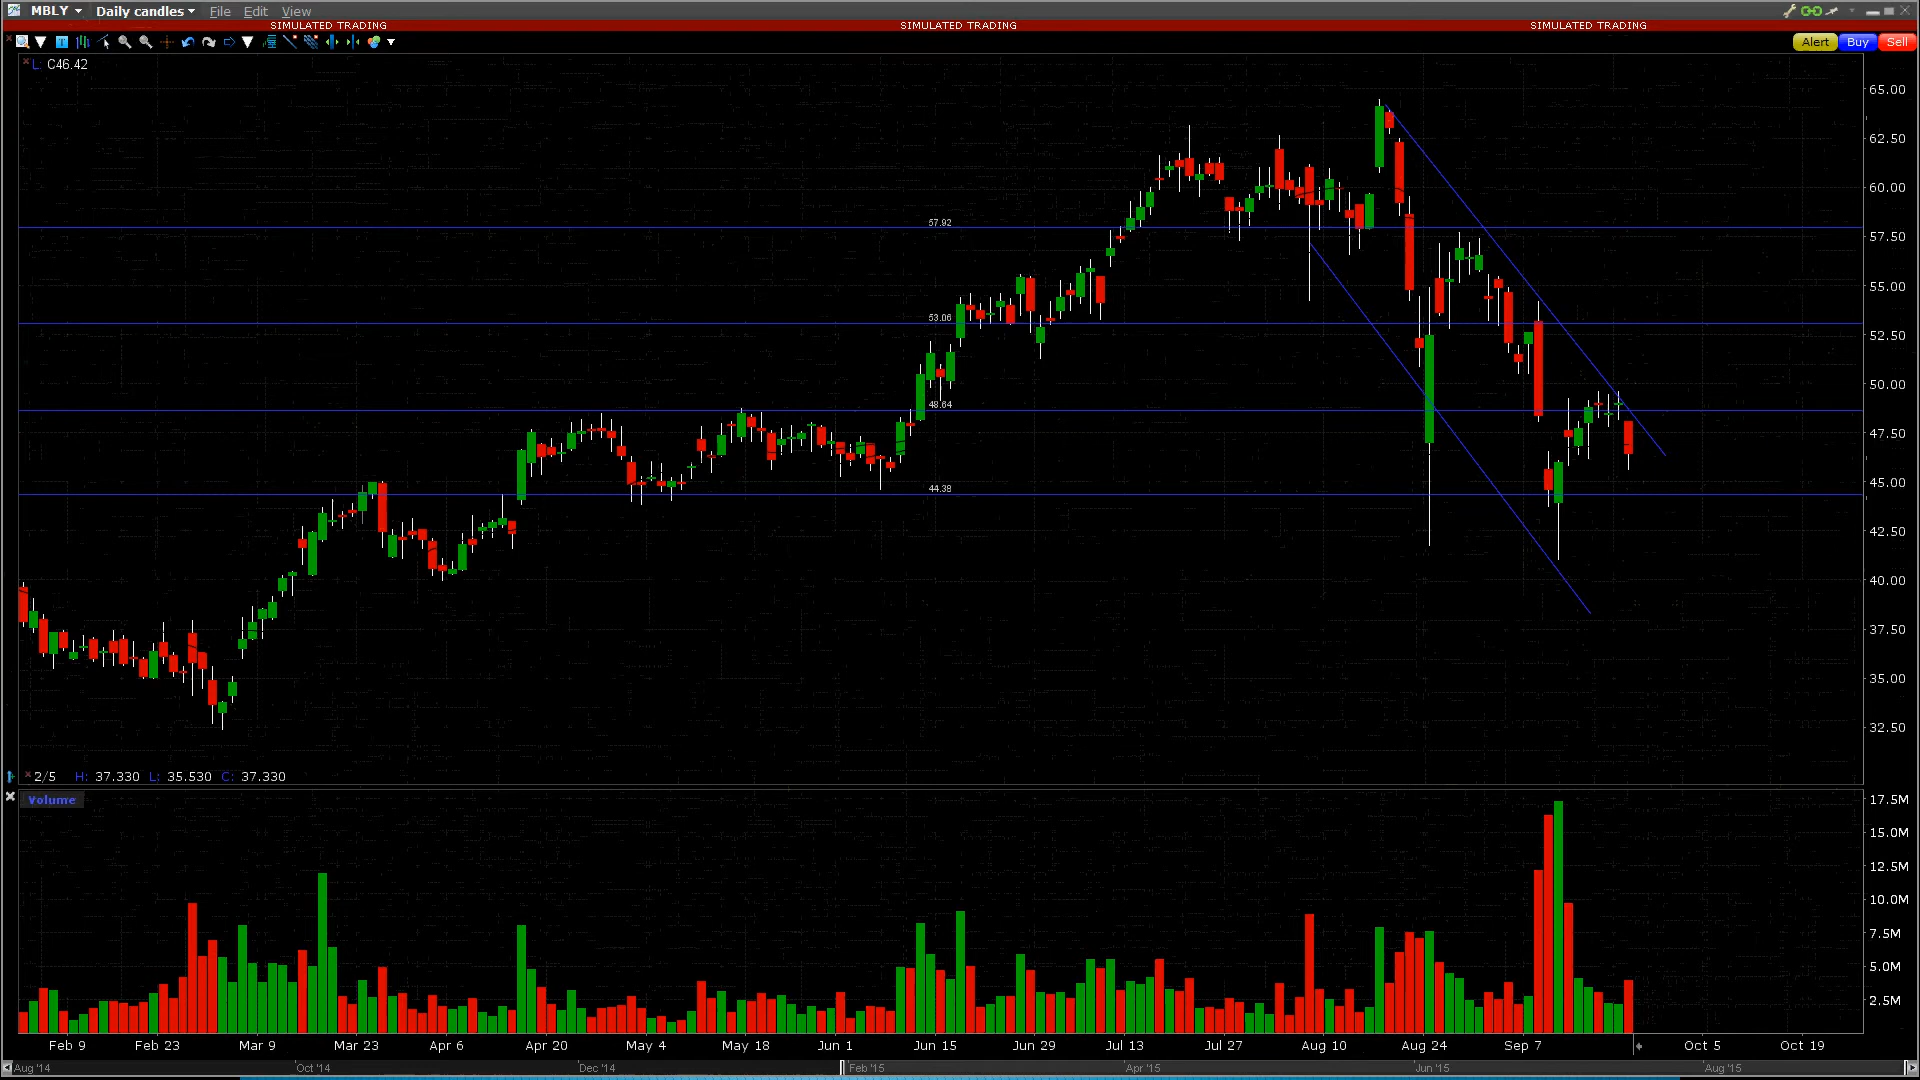 MBLY Daily candles File Edit View
SIMULATED TRADING SIMULATED TRADING SIMULATED TRADING
T Alert Buy Sell
L: C46.42
65.00
62.50
60.00
57.92
57.50
55.00
53.06
52.50
50.00
48.64
47.50
45.00
44.38
42.50
40.00
37.50
35.00
32.50
2/5 H: 37.330 L: 35.530 C: 37.330
Volume
17.5M
15.0M
12.5M
10.0M
7.5M
5.0M
2.5M
Feb 9 Feb 23 Mar 9 Mar 23 Apr 6 Apr 20 May 4 May 18 Jun 1 Jun 15 Jun 29 Jul 13 Jul 27 Aug 10 Aug 24 Sep 7 Oct 5 Oct 19
Aug '14 Oct '14 Dec '14 Feb '15 Apr '15 Jun '15 Aug '15